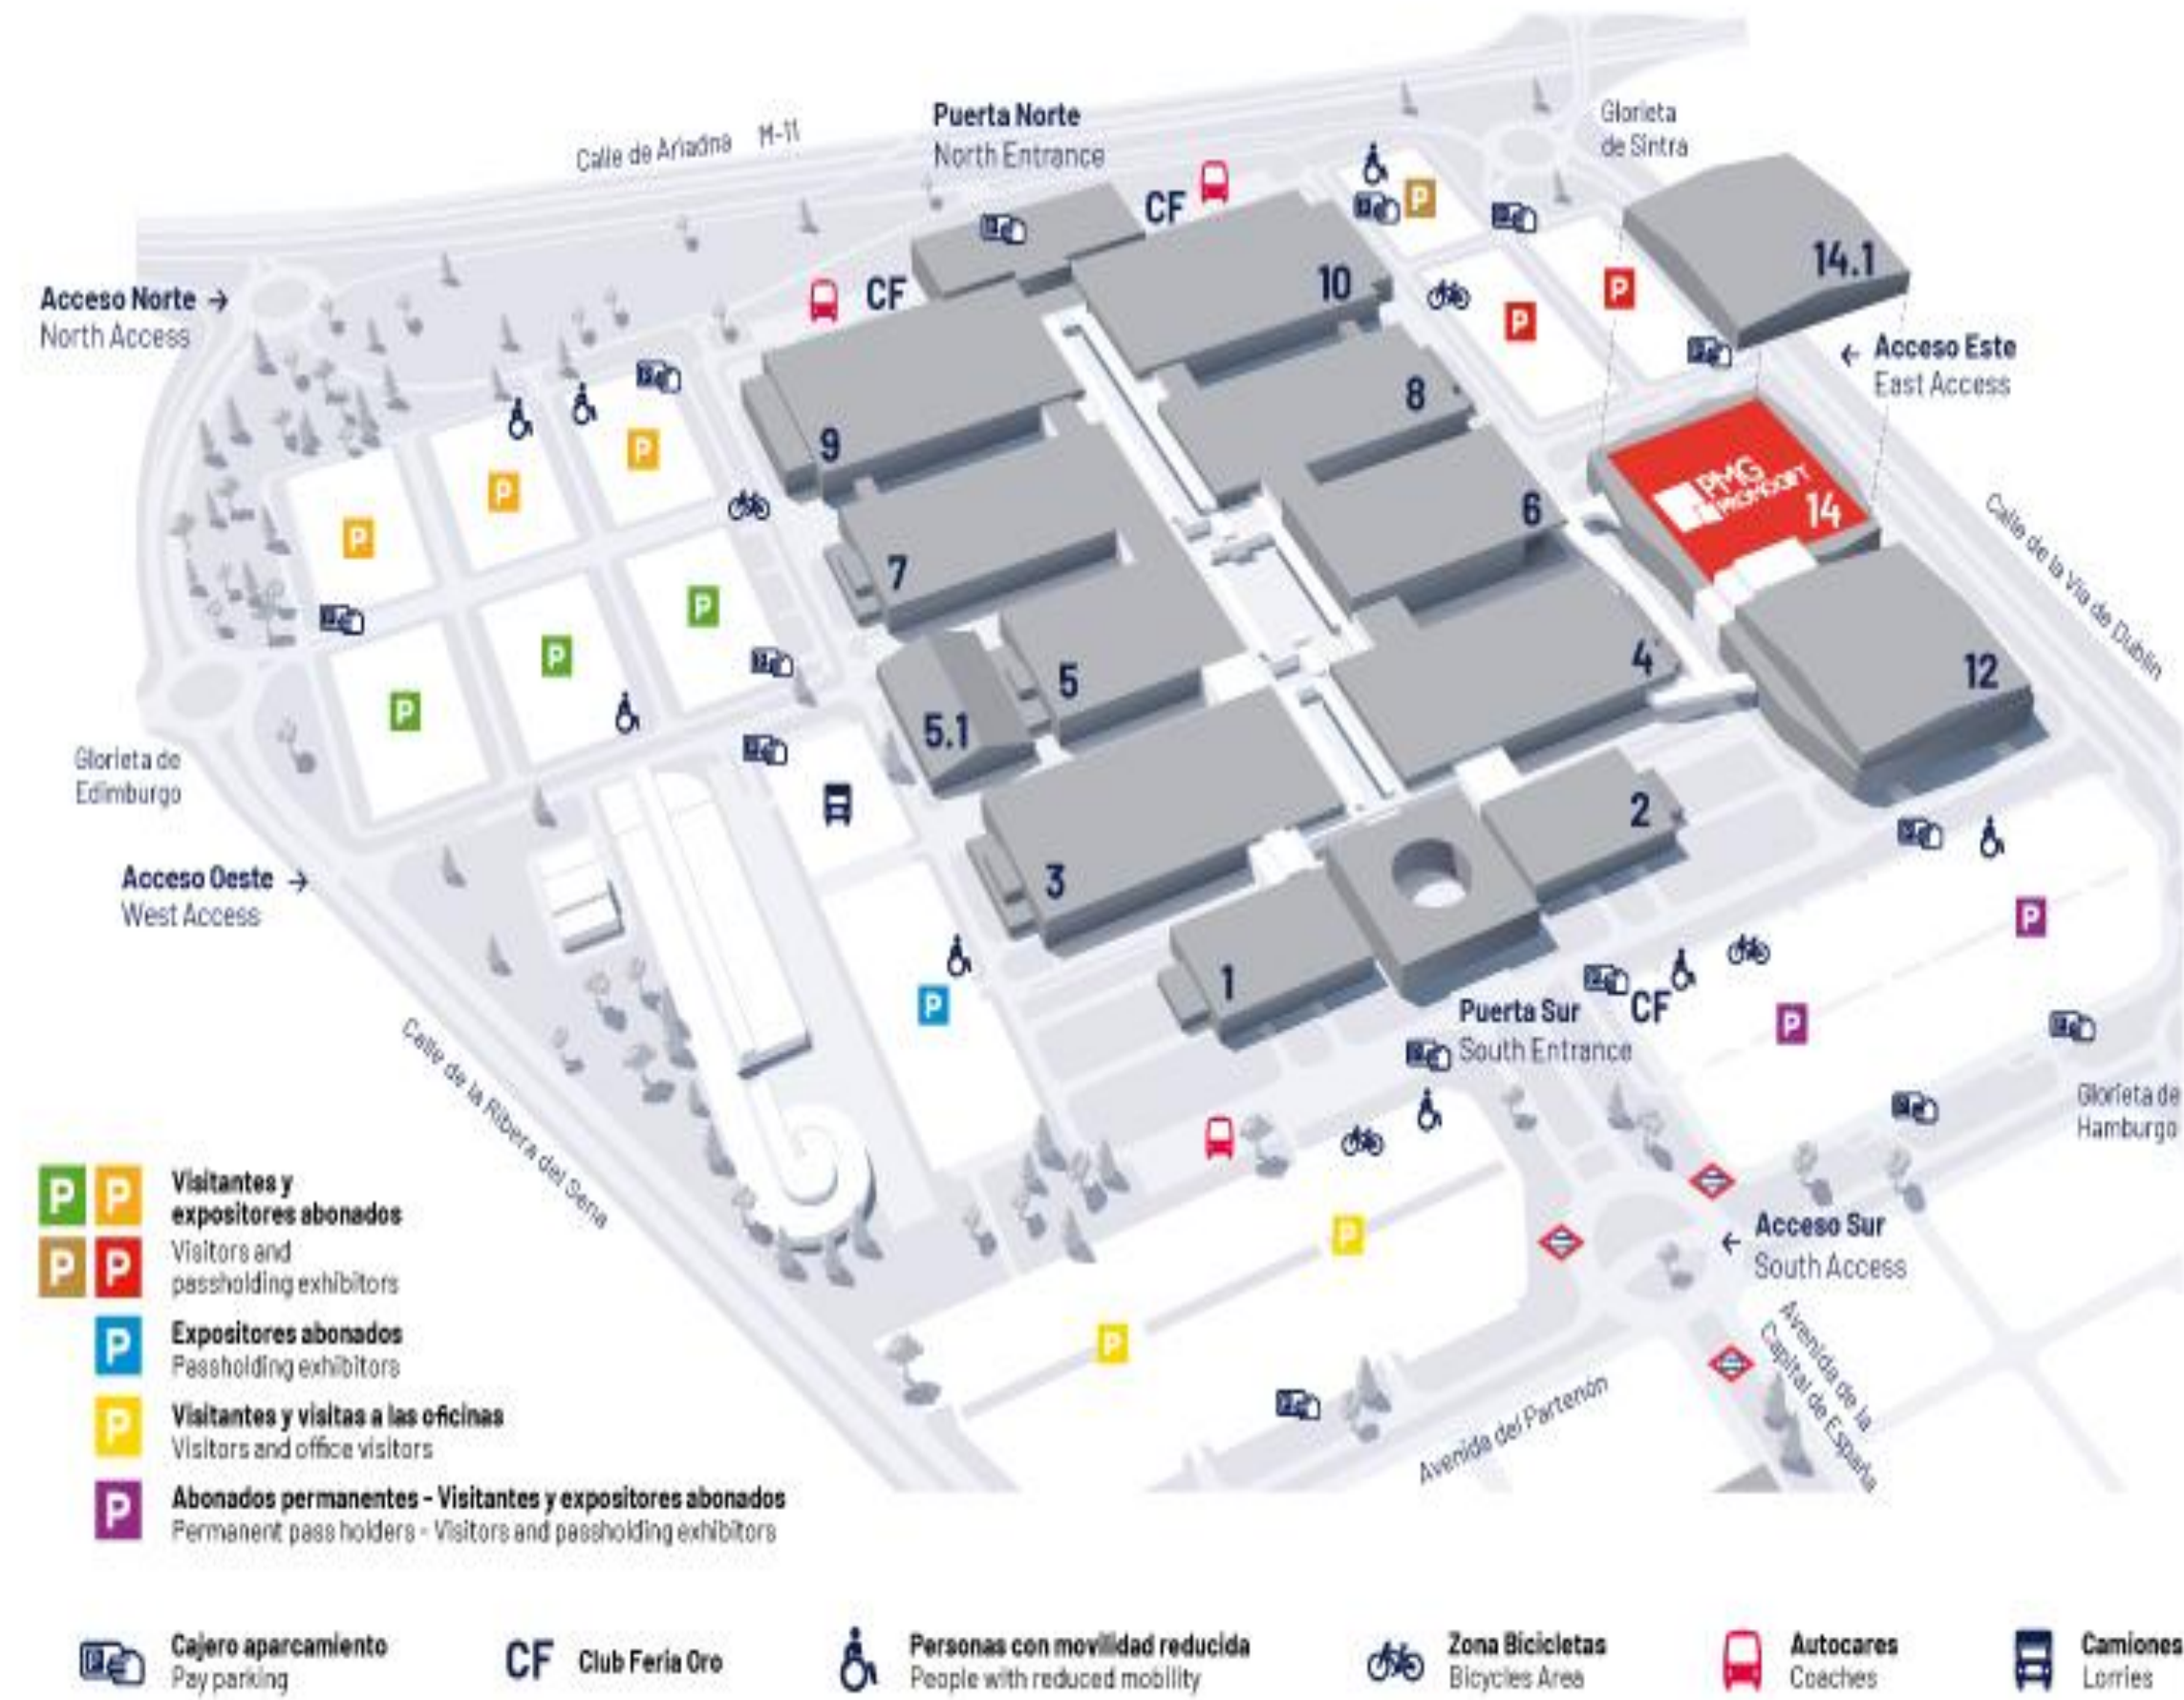 Calle de Ariadna M-11
Puerta Norte
North Entrance
CF
Glorieta
de Sintra
P
14.1
Acceso Norte →
North Access
CF
10
P
P
← Acceso Este
East Access
8
9
P
P
P
6
PMG
PROMOGIFT
14
Calle de la Vía de Dublín
7
P
P
P
5
5.1
4
12
Glorieta de
Edimburgo
2
Acceso Oeste →
West Access
3
P
1
P
Puerta Sur
South Entrance
CF
P
Calle de la Ribera del Sena
Glorieta de
Hamburgo
P
← Acceso Sur
South Access
P
Avenida del Partenón
Avenida de la
Capital de España
P P
Visitantes y
expositores abonados
P P
Visitors and
passholding exhibitors
P
Expositores abonados
Passholding exhibitors
P
Visitantes y visitas a las oficinas
Visitors and office visitors
P
Abonados permanentes - Visitantes y expositores abonados
Permanent pass holders - Visitors and passholding exhibitors
P
Cajero aparcamiento
Pay parking
CF
Club Feria Oro
Personas con movilidad reducida
People with reduced mobility
Zona Bicicletas
Bicycles Area
Autocares
Coaches
Camiones
Lorries